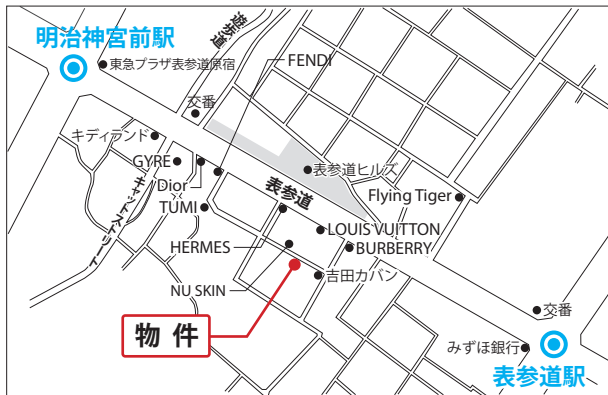 明治神宮前駅
遊歩道
東急プラザ表参道原宿
FENDI
交番
キディランド
GYRE
表参道ヒルズ
Dior
表参道
Flying Tiger
キャットストリート
TUMI
LOUIS VUITTON
HERMES
BURBERRY
吉田カバン
NU SKIN
交番
物件
みずほ銀行
表参道駅